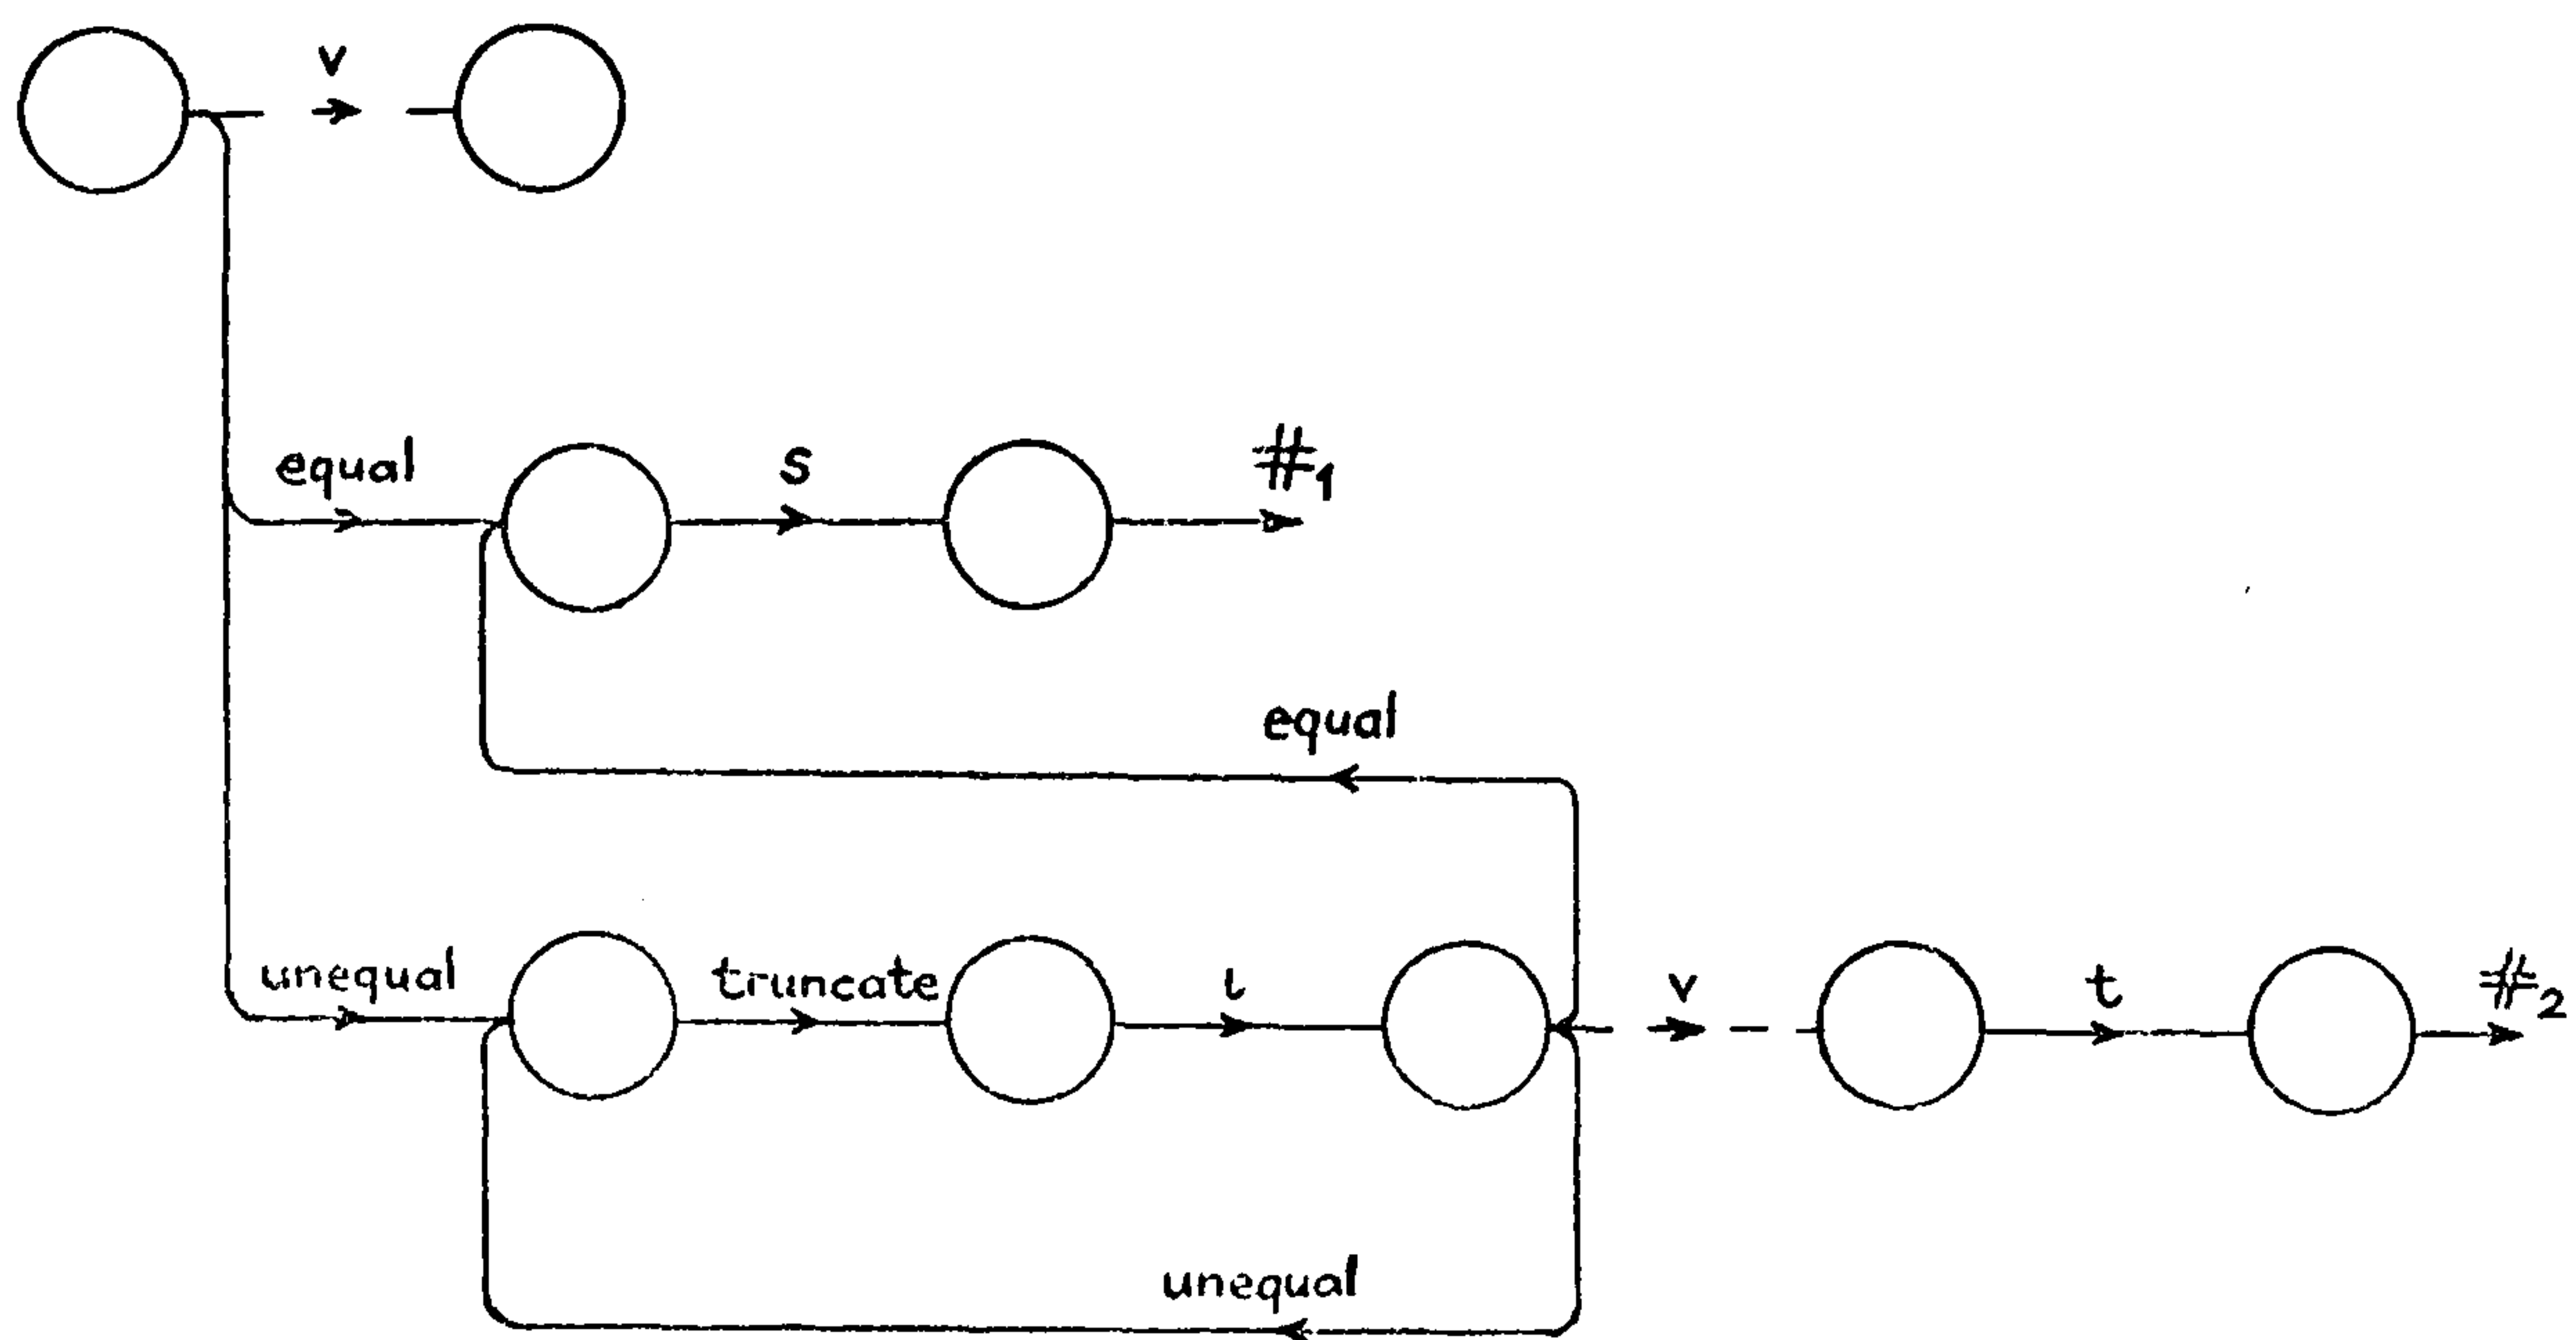 v
equal s #1
equal
unequal truncate i v t #2
unequal